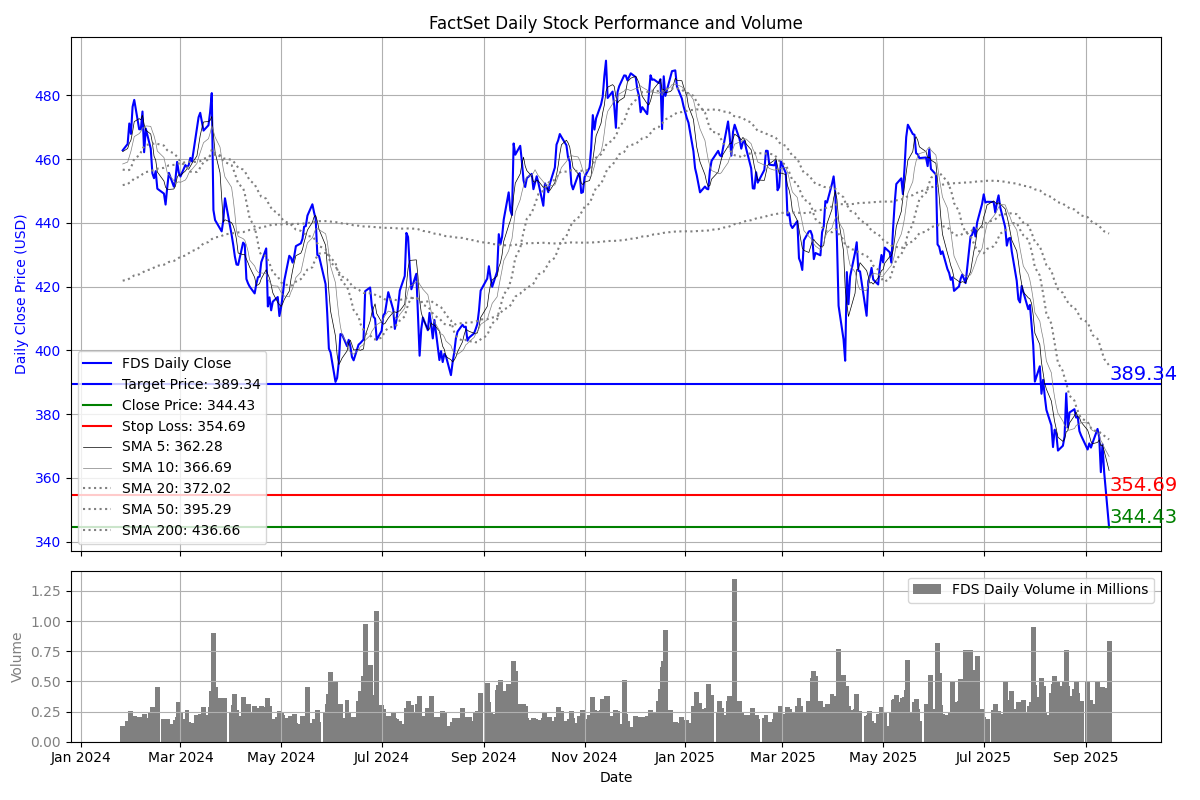 FactSet Daily Stock Performance and Volume
Daily Close Price (USD)
480
460
440
420
400
380
360
340
FDS Daily Close
Target Price: 389.34
Close Price: 344.43
Stop Loss: 354.69
SMA 5: 362.28
SMA 10: 366.69
SMA 20: 372.02
SMA 50: 395.29
SMA 200: 436.66
389.34
354.69
344.43
Volume
1.25
1.00
0.75
0.50
0.25
0.00
FDS Daily Volume in Millions
Jan 2024 Mar 2024 May 2024 Jul 2024 Sep 2024 Nov 2024 Jan 2025 Mar 2025 May 2025 Jul 2025 Sep 2025
Date